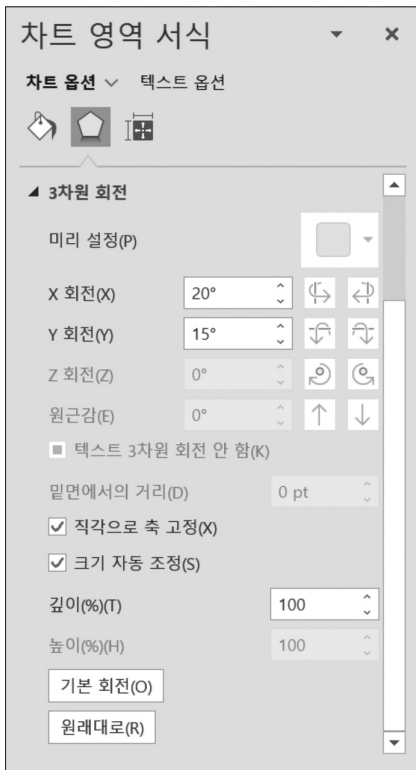 차트 영역 서식
차트 옵션 텍스트 옵션
3차원 회전
미리 설정(P)
X 회전(X) 20°
Y 회전(Y) 15°
Z 회전(Z) 0°
원근감(E) 0°
텍스트 3차원 회전 안 함(K)
밑면에서의 거리(D) 0 pt
직각으로 축 고정(X)
크기 자동 조정(S)
깊이(%)(T) 100
높이(%)(H) 100
기본 회전(O)
원래대로(R)